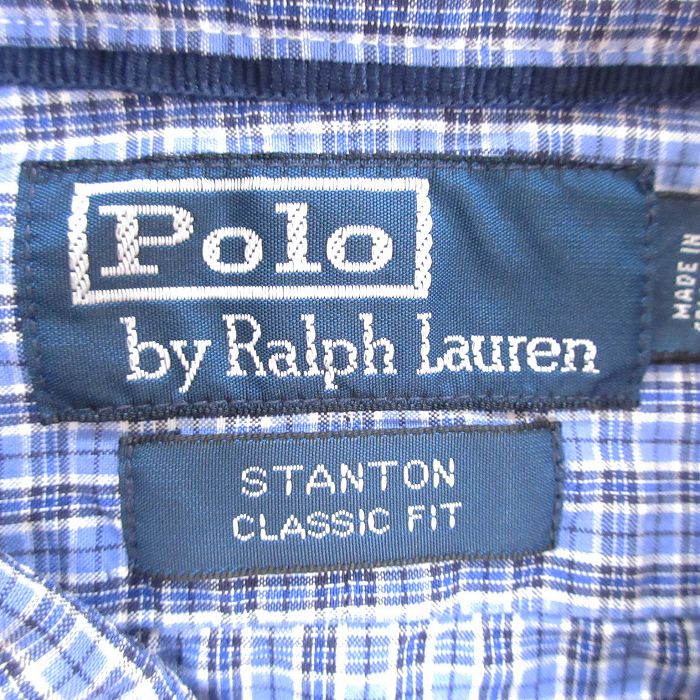 Polo
by Ralph Lauren
MADE IN
STANTON
CLASSIC FIT